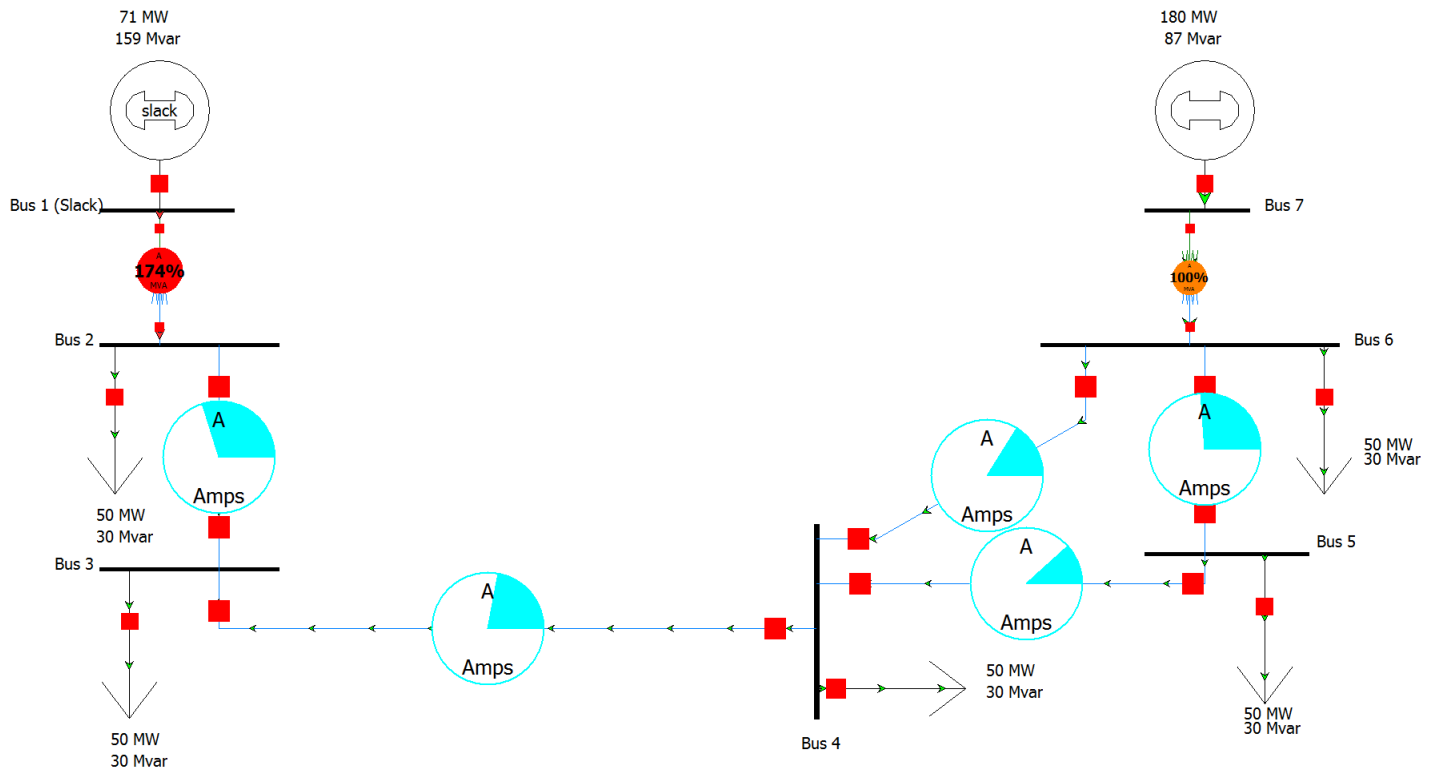 71 MW
159 Mvar
slack
Bus 1 (Slack)
A
174%
MVA
Bus 2
A
Amps
50 MW
30 Mvar
Bus 3
50 MW
30 Mvar
A
Amps
180 MW
87 Mvar
Bus 7
A
100%
MVA
Bus 6
A
Amps
A
Amps
50 MW
30 Mvar
Bus 5
A
Amps
50 MW
30 Mvar
50 MW
30 Mvar
Bus 4